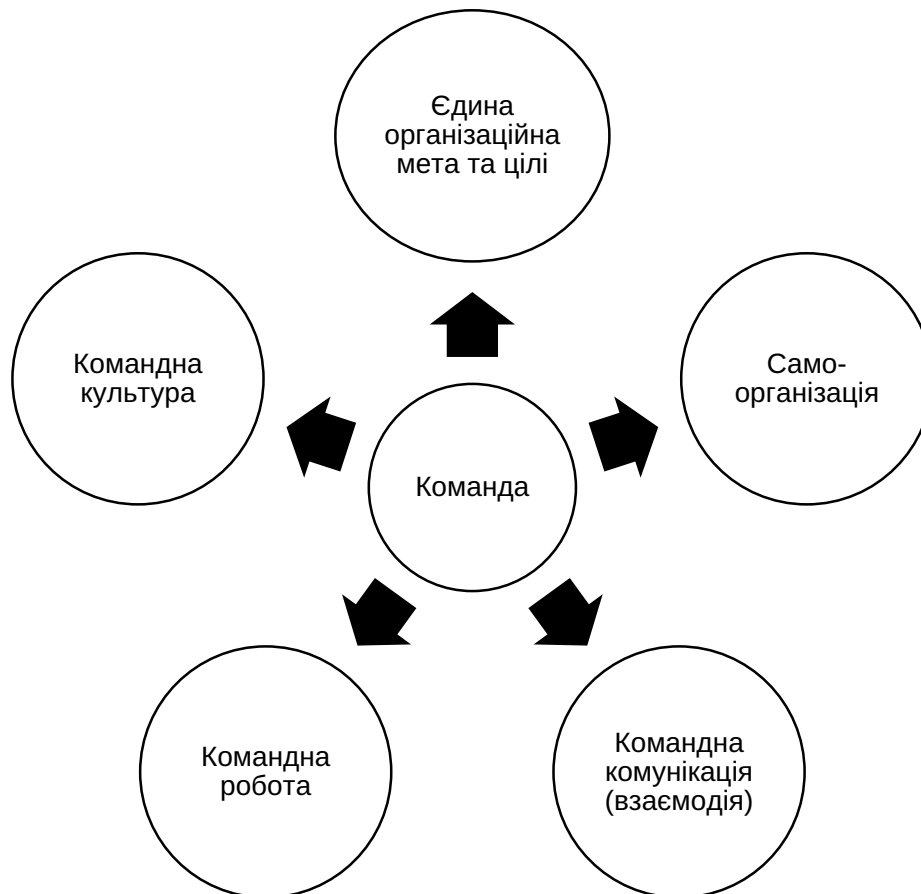 Єдина
організаційна
мета та цілі
Командна
культура
Само-
організація
Команда
Командна
робота
Командна
комунікація
(взаємодія)